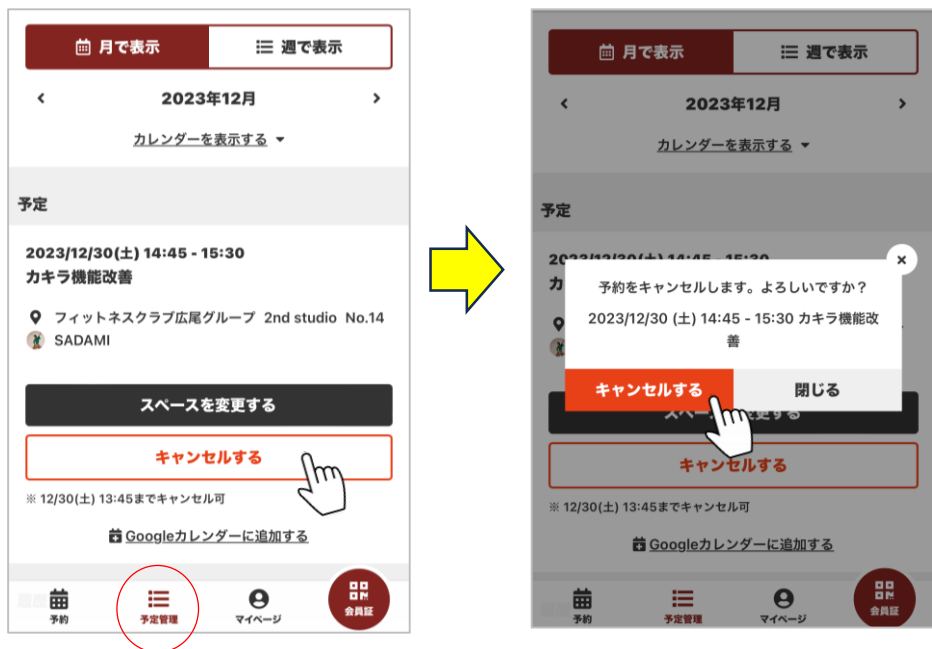 月で表示
週で表示
2023年12月
カレンダーを表示する
予定
2023/12/30(土) 14:45 - 15:30
カキラ機能改善
フィットネスクラブ広尾グループ 2nd studio No.14
SADAMI
スペースを変更する
キャンセルする
※ 12/30(土) 13:45までキャンセル可
Googleカレンダーに追加する
予約
予定管理
マイページ
会員証
月で表示
週で表示
2023年12月
カレンダーを表示する
予定
予約をキャンセルします。よろしいですか？
2023/12/30 (土) 14:45 - 15:30 カキラ機能改
善
キャンセルする
閉じる
キャンセルする
※ 12/30(土) 13:45までキャンセル可
Googleカレンダーに追加する
予約
予定管理
マイページ
会員証